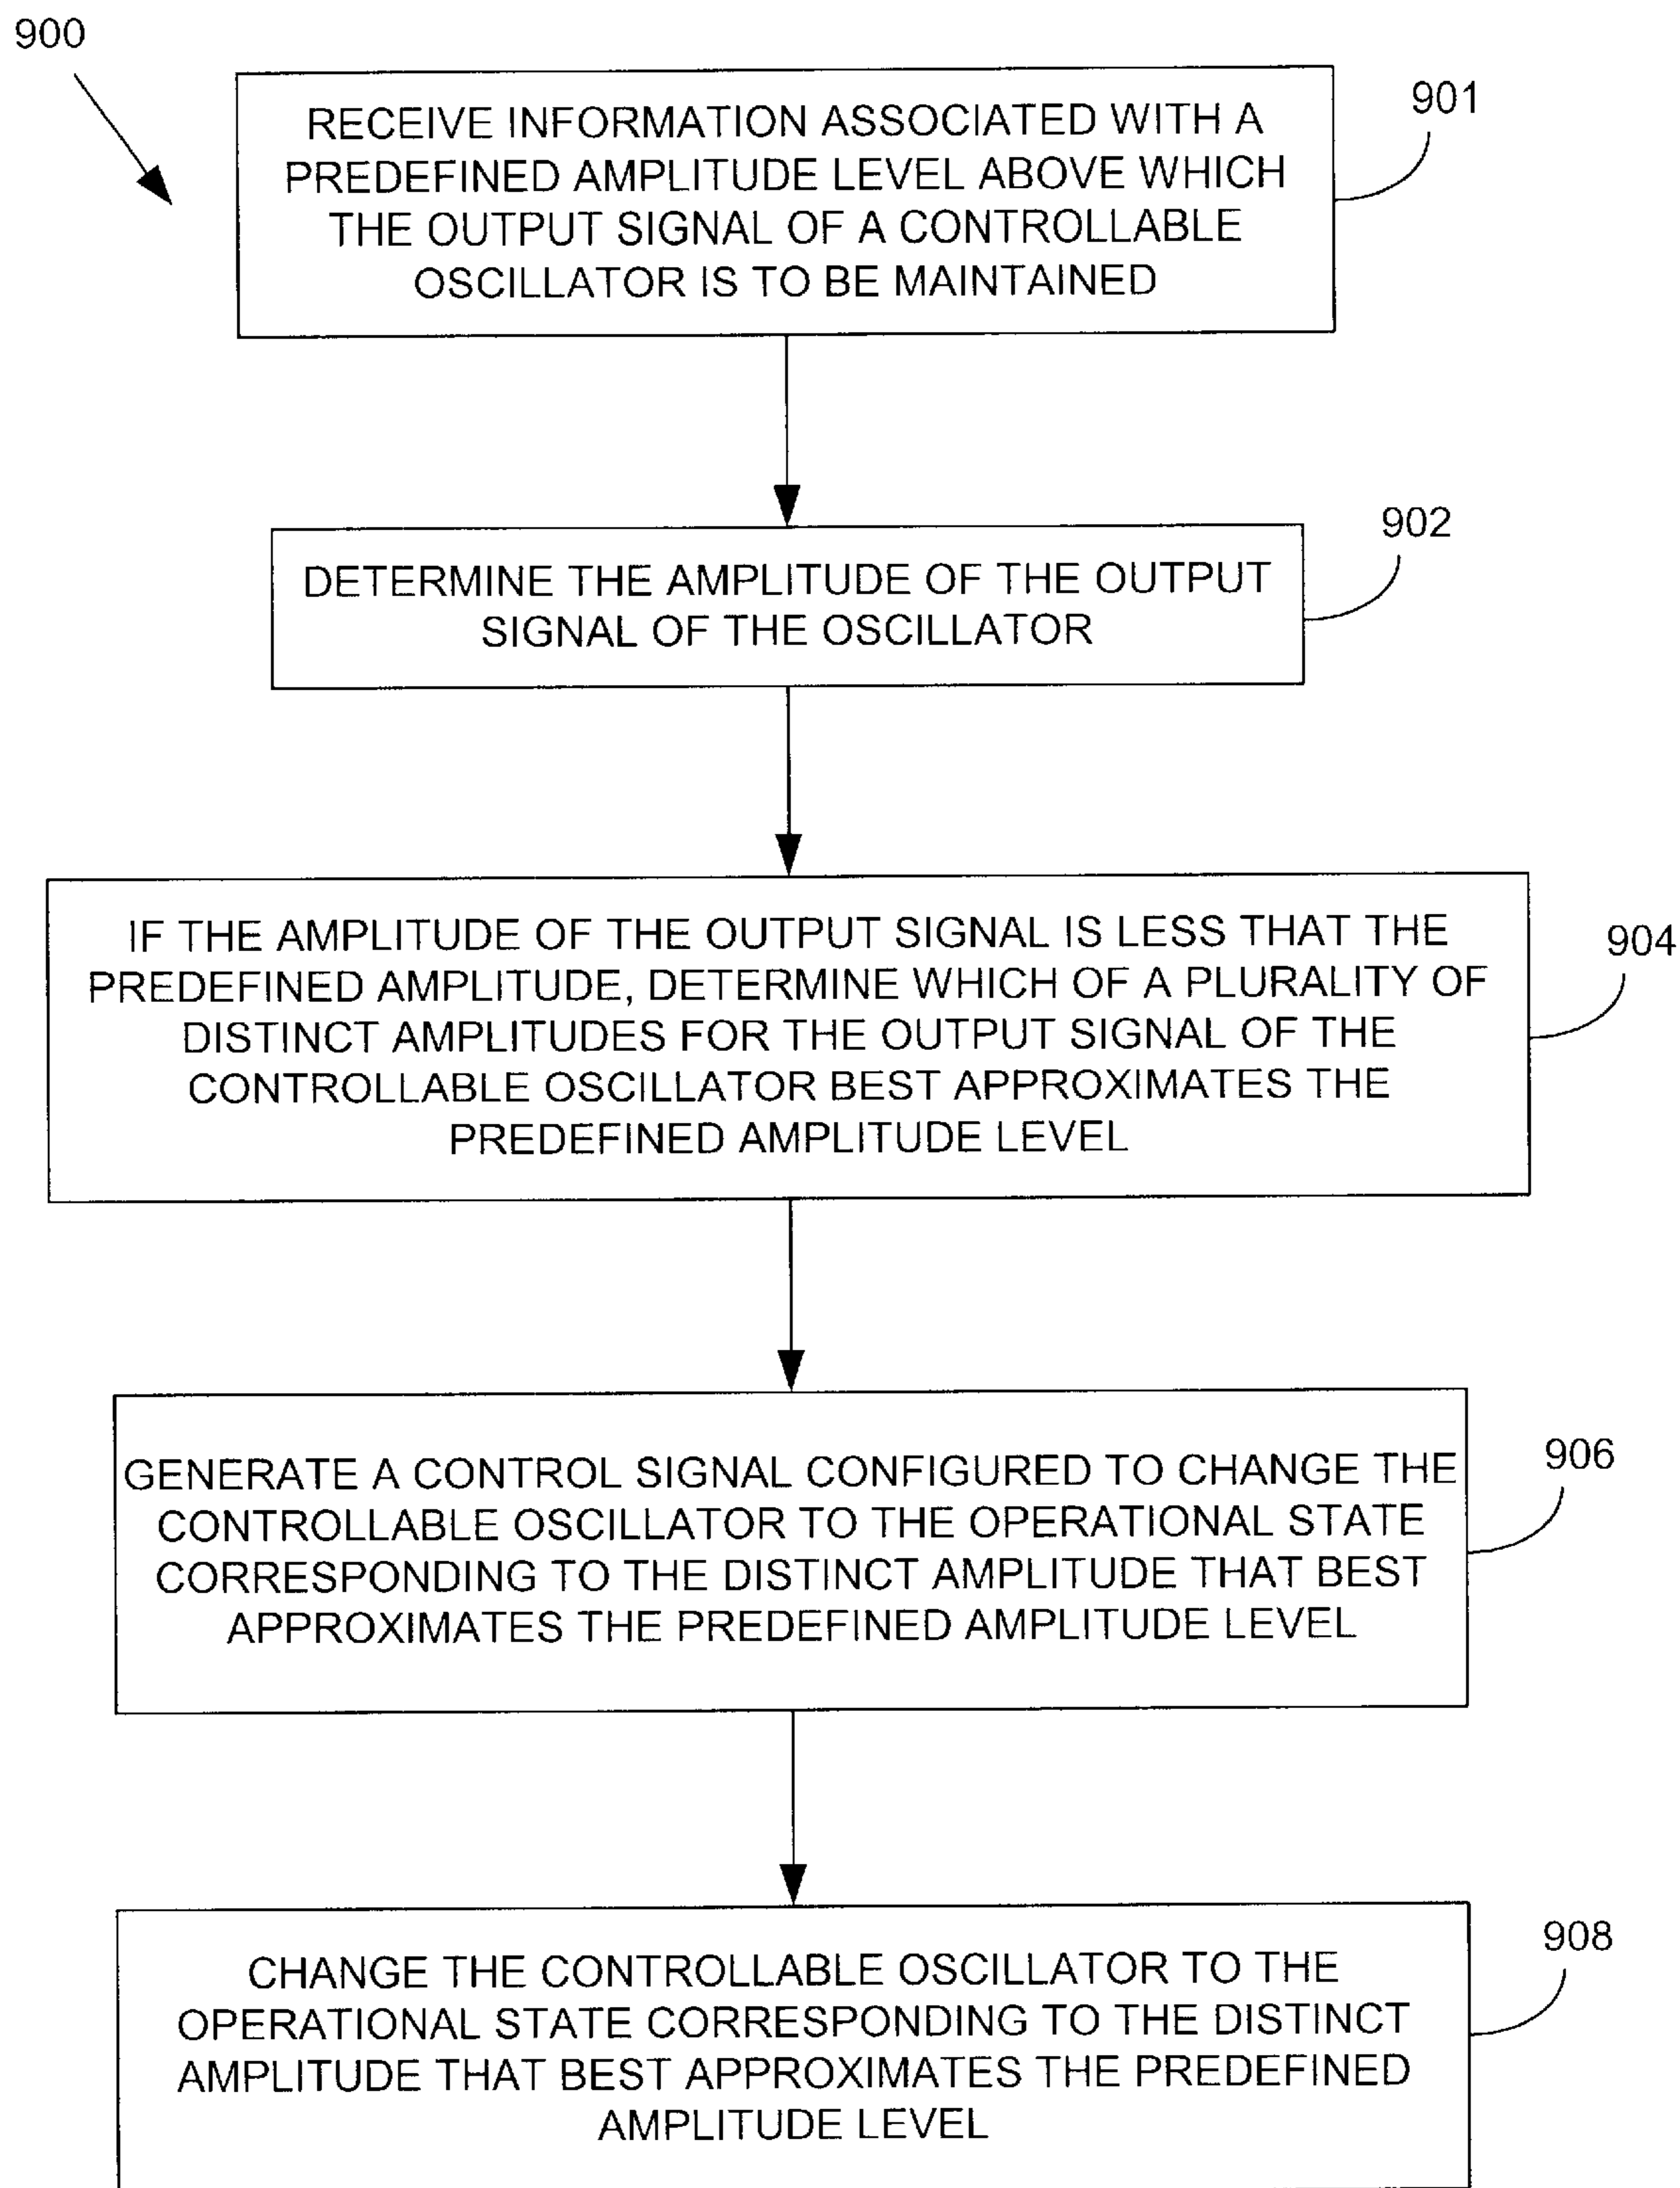 900
901
RECEIVE INFORMATION ASSOCIATED WITH A
PREDEFINED AMPLITUDE LEVEL ABOVE WHICH
THE OUTPUT SIGNAL OF A CONTROLLABLE
OSCILLATOR IS TO BE MAINTAINED
902
DETERMINE THE AMPLITUDE OF THE OUTPUT
SIGNAL OF THE OSCILLATOR
904
IF THE AMPLITUDE OF THE OUTPUT SIGNAL IS LESS THAT THE
PREDEFINED AMPLITUDE, DETERMINE WHICH OF A PLURALITY OF
DISTINCT AMPLITUDES FOR THE OUTPUT SIGNAL OF THE
CONTROLLABLE OSCILLATOR BEST APPROXIMATES THE
PREDEFINED AMPLITUDE LEVEL
906
GENERATE A CONTROL SIGNAL CONFIGURED TO CHANGE THE
CONTROLLABLE OSCILLATOR TO THE OPERATIONAL STATE
CORRESPONDING TO THE DISTINCT AMPLITUDE THAT BEST
APPROXIMATES THE PREDEFINED AMPLITUDE LEVEL
908
CHANGE THE CONTROLLABLE OSCILLATOR TO THE
OPERATIONAL STATE CORRESPONDING TO THE DISTINCT
AMPLITUDE THAT BEST APPROXIMATES THE PREDEFINED
AMPLITUDE LEVEL